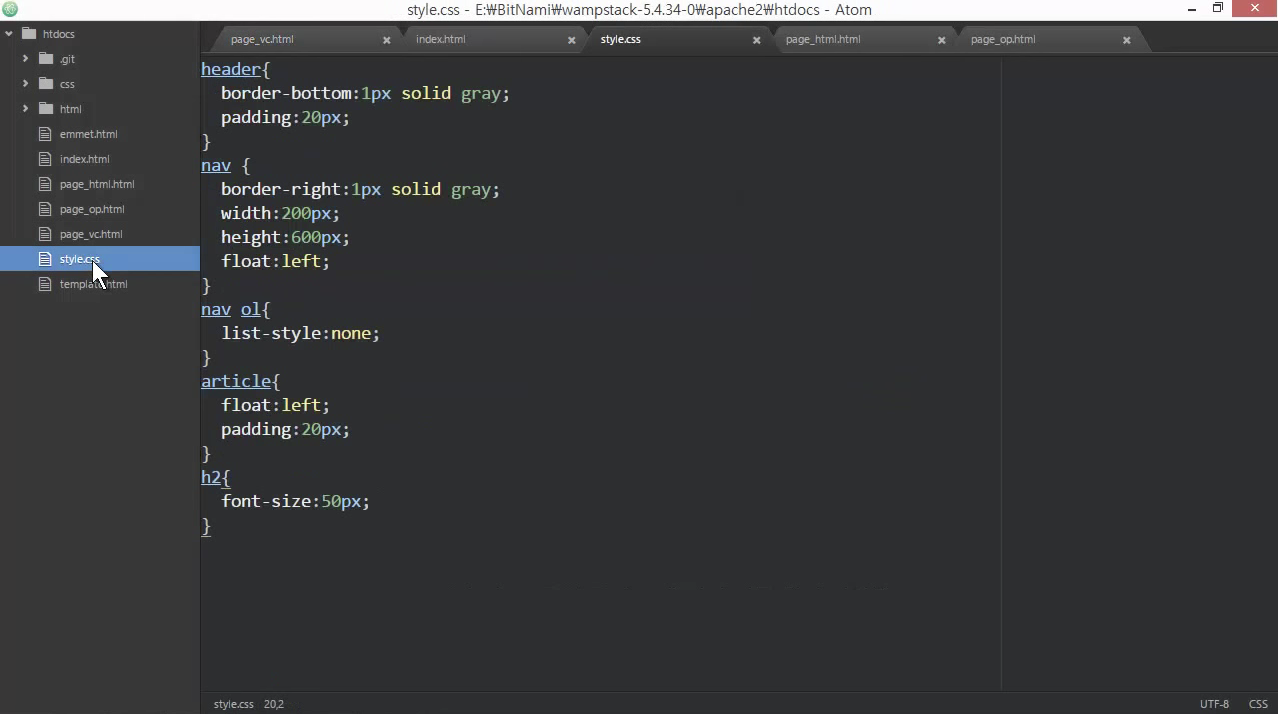 style.css - E:₩BitNami₩wampstack-5.4.34-0₩apache2₩htdocs - Atom
htdocs
.git
css
html
emmet.html
index.html
page_html.html
page_op.html
page_vc.html
style.css
template.html
page_vc.html
index.html
style.css
page_html.html
page_op.html
header{
  border-bottom:1px solid gray;
  padding:20px;
}
nav {
  border-right:1px solid gray;
  width:200px;
  height:600px;
  float:left;
}
nav ol{
  list-style:none;
}
article{
  float:left;
  padding:20px;
}
h2{
  font-size:50px;
}
style.css 20,2
UTF-8 CSS